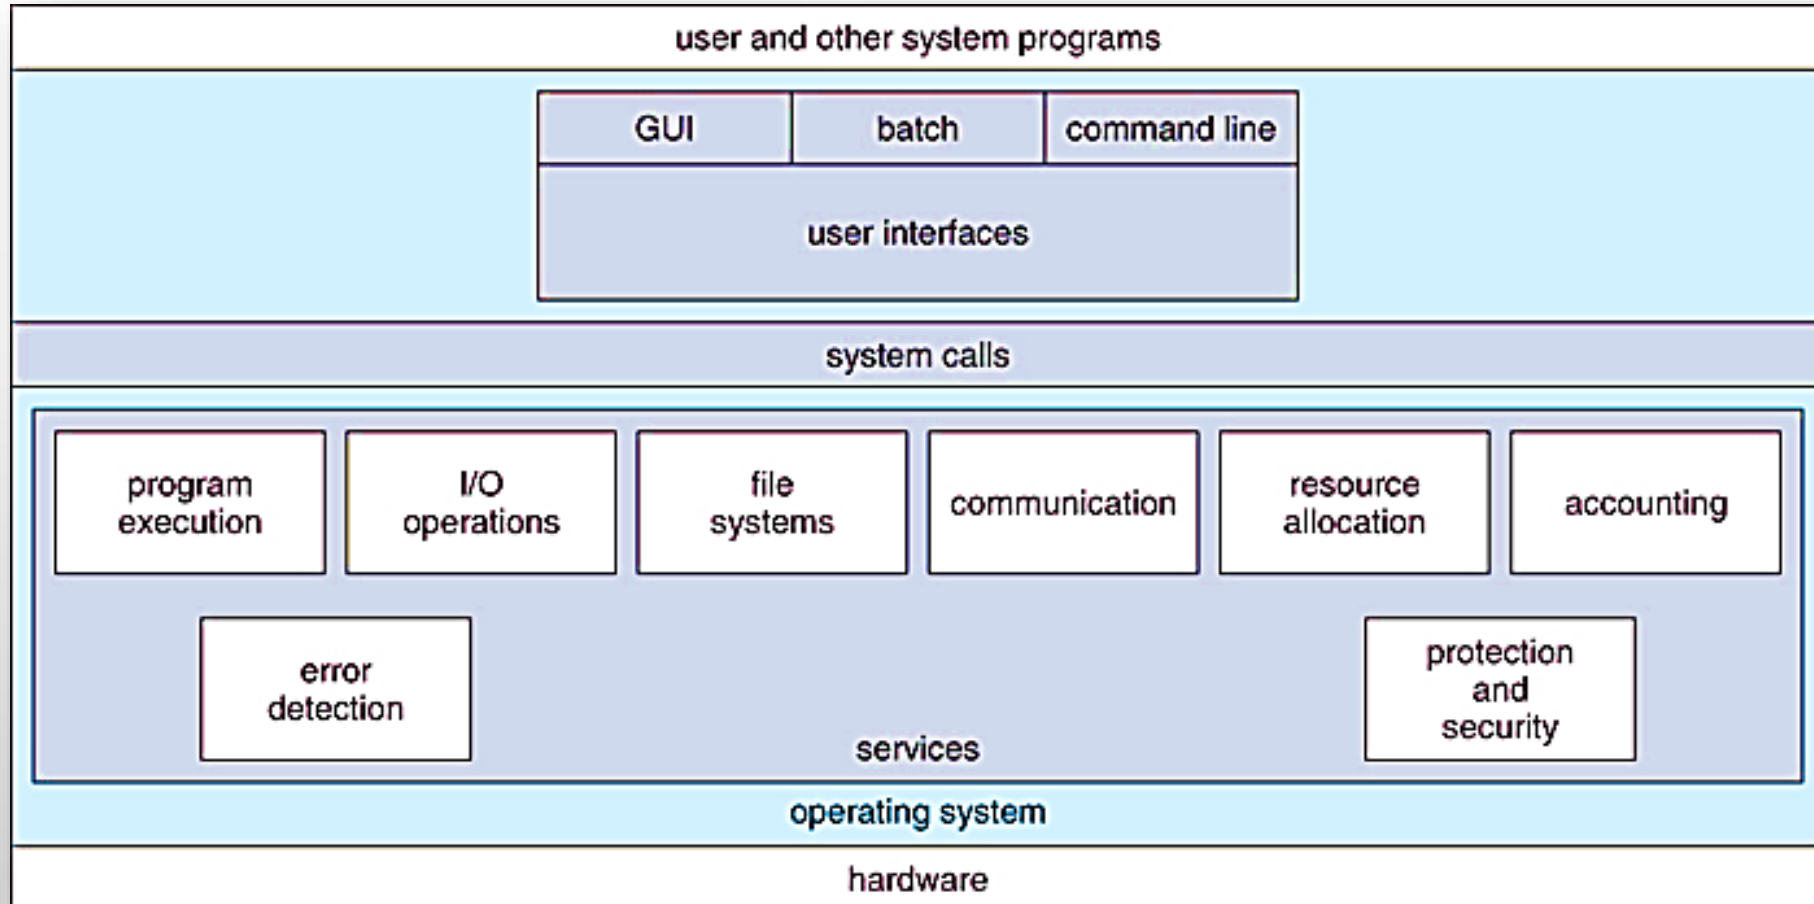 user and other system programs
GUI
batch
command line
user interfaces
system calls
program
execution
I/O
operations
file
systems
communication
resource
allocation
accounting
error
detection
protection
and
security
services
operating system
hardware